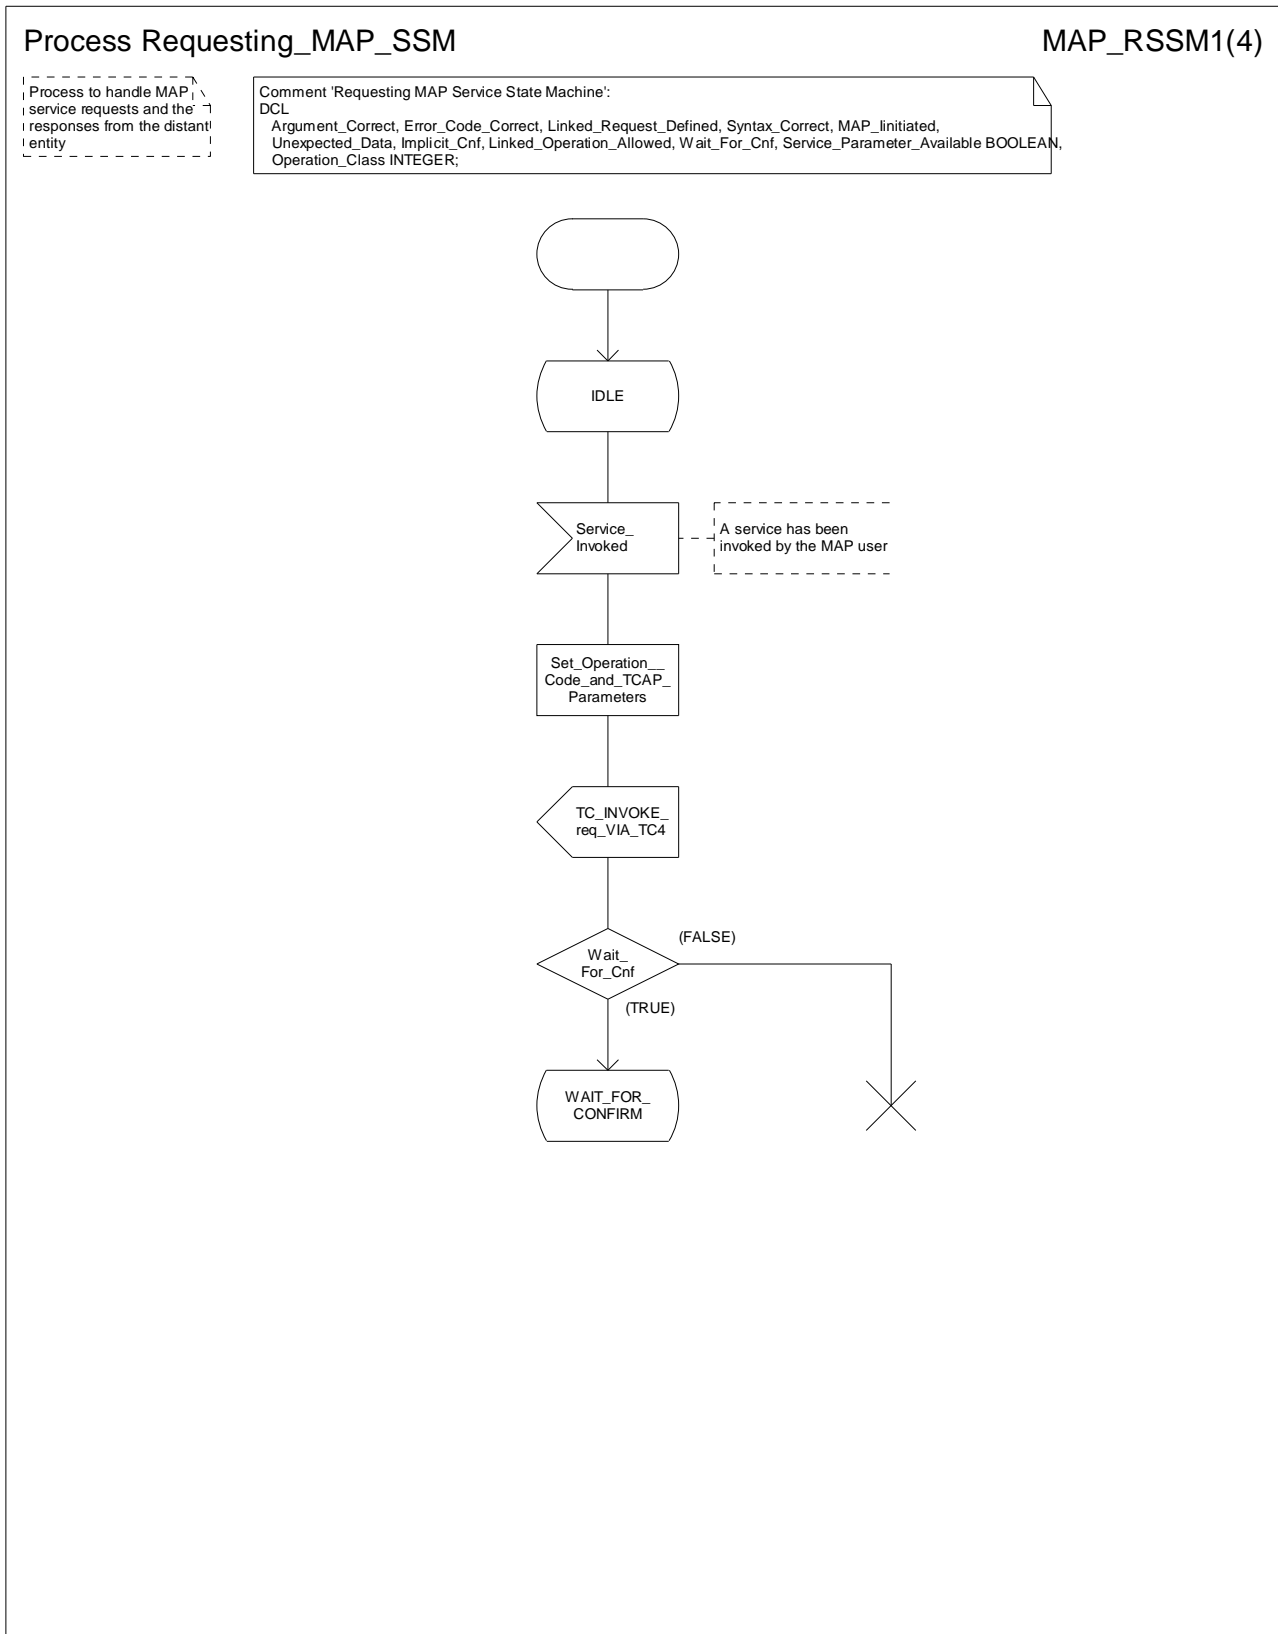 Process Requesting_MAP_SSM
MAP_RSSM1(4)
Process to handle MAP
service requests and the
responses from the distant
entity
Comment 'Requesting MAP Service State Machine':
DCL
Argument_Correct, Error_Code_Correct, Linked_Request_Defined, Syntax_Correct, MAP_Iinitiated,
Unexpected_Data, Implicit_Cnf, Linked_Operation_Allowed, Wait_For_Cnf, Service_Parameter_Available BOOLEAN,
Operation_Class INTEGER;
IDLE
Service_
Invoked
A service has been
invoked by the MAP user
Set_Operation__
Code_and_TCAP_
Parameters
TC_INVOKE_
req_VIA_TC4
Wait_
For_Cnf
(FALSE)
(TRUE)
WAIT_FOR_
CONFIRM